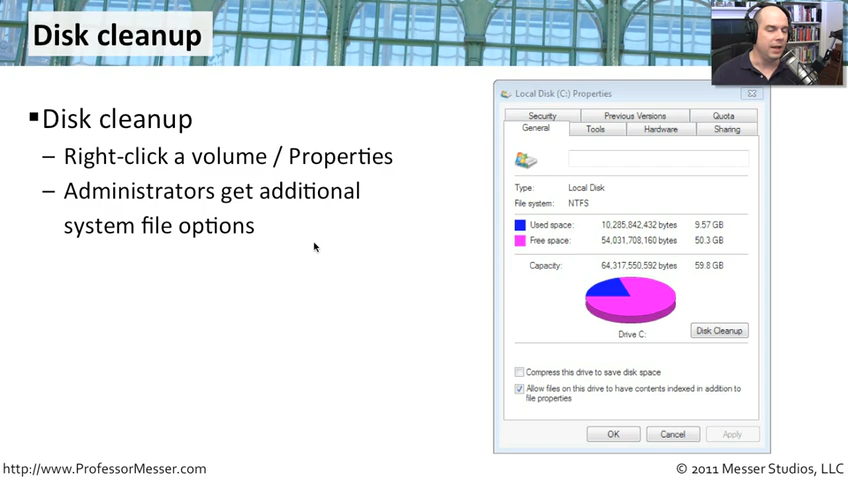 Disk cleanup
▪Disk cleanup
– Right-click a volume / Properties
– Administrators get additional
system file options
Local Disk (C:) Properties
Security Previous Versions Quota
General Tools Hardware Sharing
Type: Local Disk
File system: NTFS
Used space: 10,285,842,432 bytes 9.57 GB
Free space: 54,031,708,160 bytes 50.3 GB
Capacity: 64,317,550,592 bytes 59.8 GB
Drive C: Disk Cleanup
Compress this drive to save disk space
Allow files on this drive to have contents indexed in addition to
file properties
OK Cancel Apply
http://www.ProfessorMesser.com
© 2011 Messer Studios, LLC